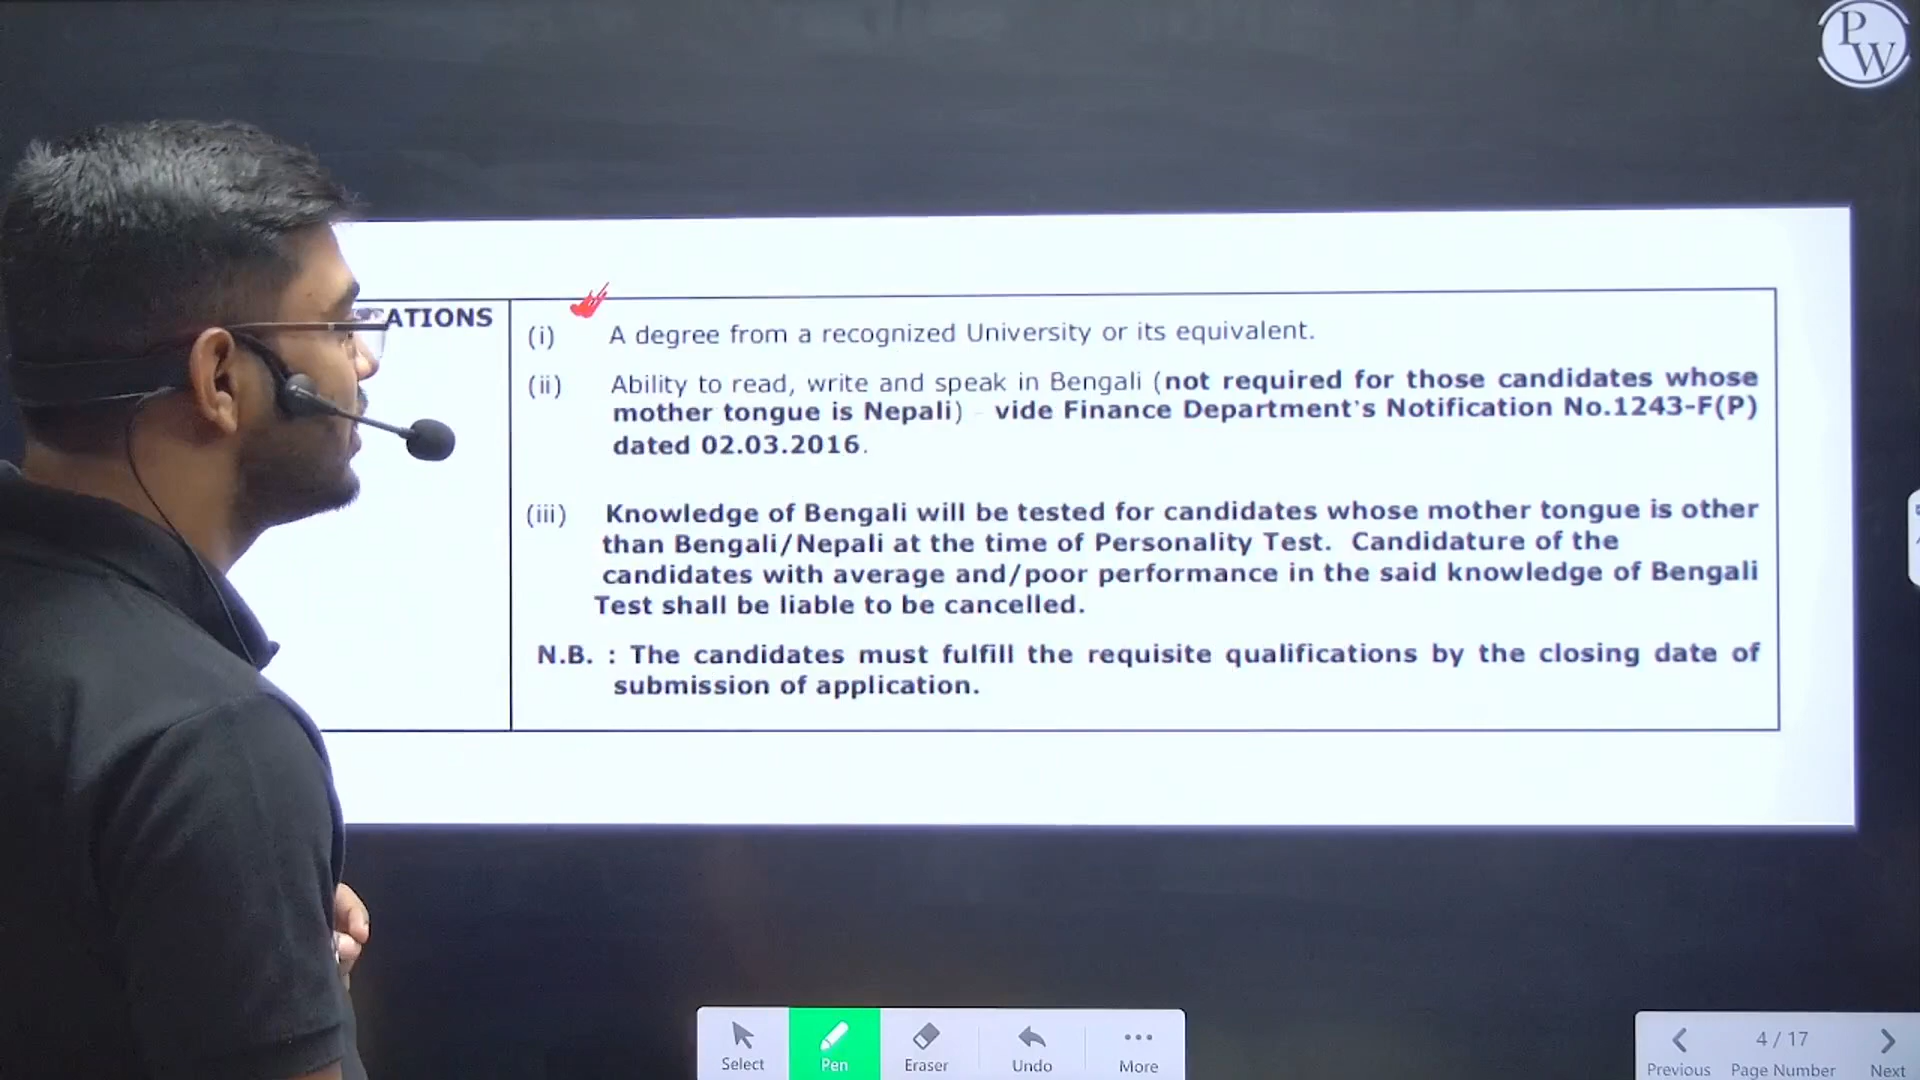 PW
ATIONS
(i) A degree from a recognized University or its equivalent.
(ii) Ability to read, write and speak in Bengali (not required for those candidates whose
mother tongue is Nepali) - vide Finance Department's Notification No.1243-F(P)
dated 02.03.2016.
(iii) Knowledge of Bengali will be tested for candidates whose mother tongue is other
than Bengali/Nepali at the time of Personality Test. Candidature of the
candidates with average and/poor performance in the said knowledge of Bengali
Test shall be liable to be cancelled.
N.B. : The candidates must fulfill the requisite qualifications by the closing date of
submission of application.
Select Pen Eraser Undo More
4 / 17
Previous Page Number Next